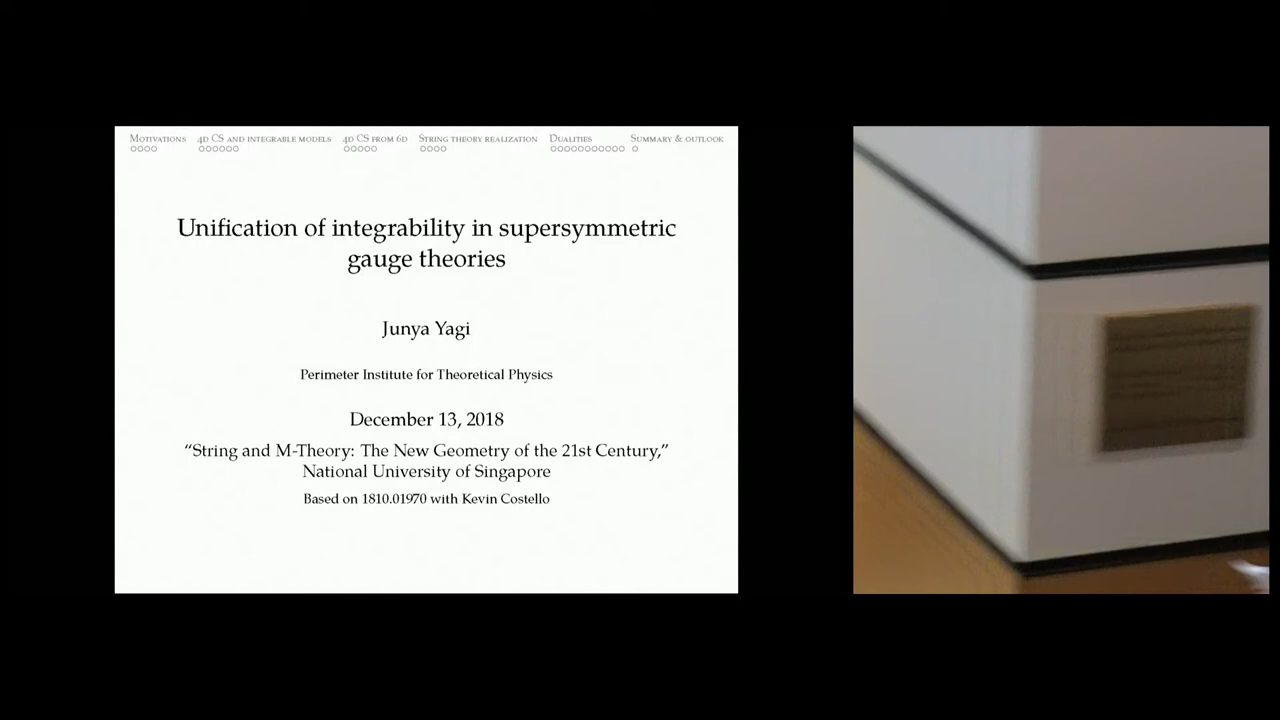 MOTIVATIONS 4D CS AND INTEGRABLE MODELS 4D CS FROM 6D STRING THEORY REALIZATION DUALITIES SUMMARY & OUTLOOK
Unification of integrability in supersymmetric
gauge theories
Junya Yagi
Perimeter Institute for Theoretical Physics
December 13, 2018
“String and M-Theory: The New Geometry of the 21st Century,”
National University of Singapore
Based on 1810.01970 with Kevin Costello